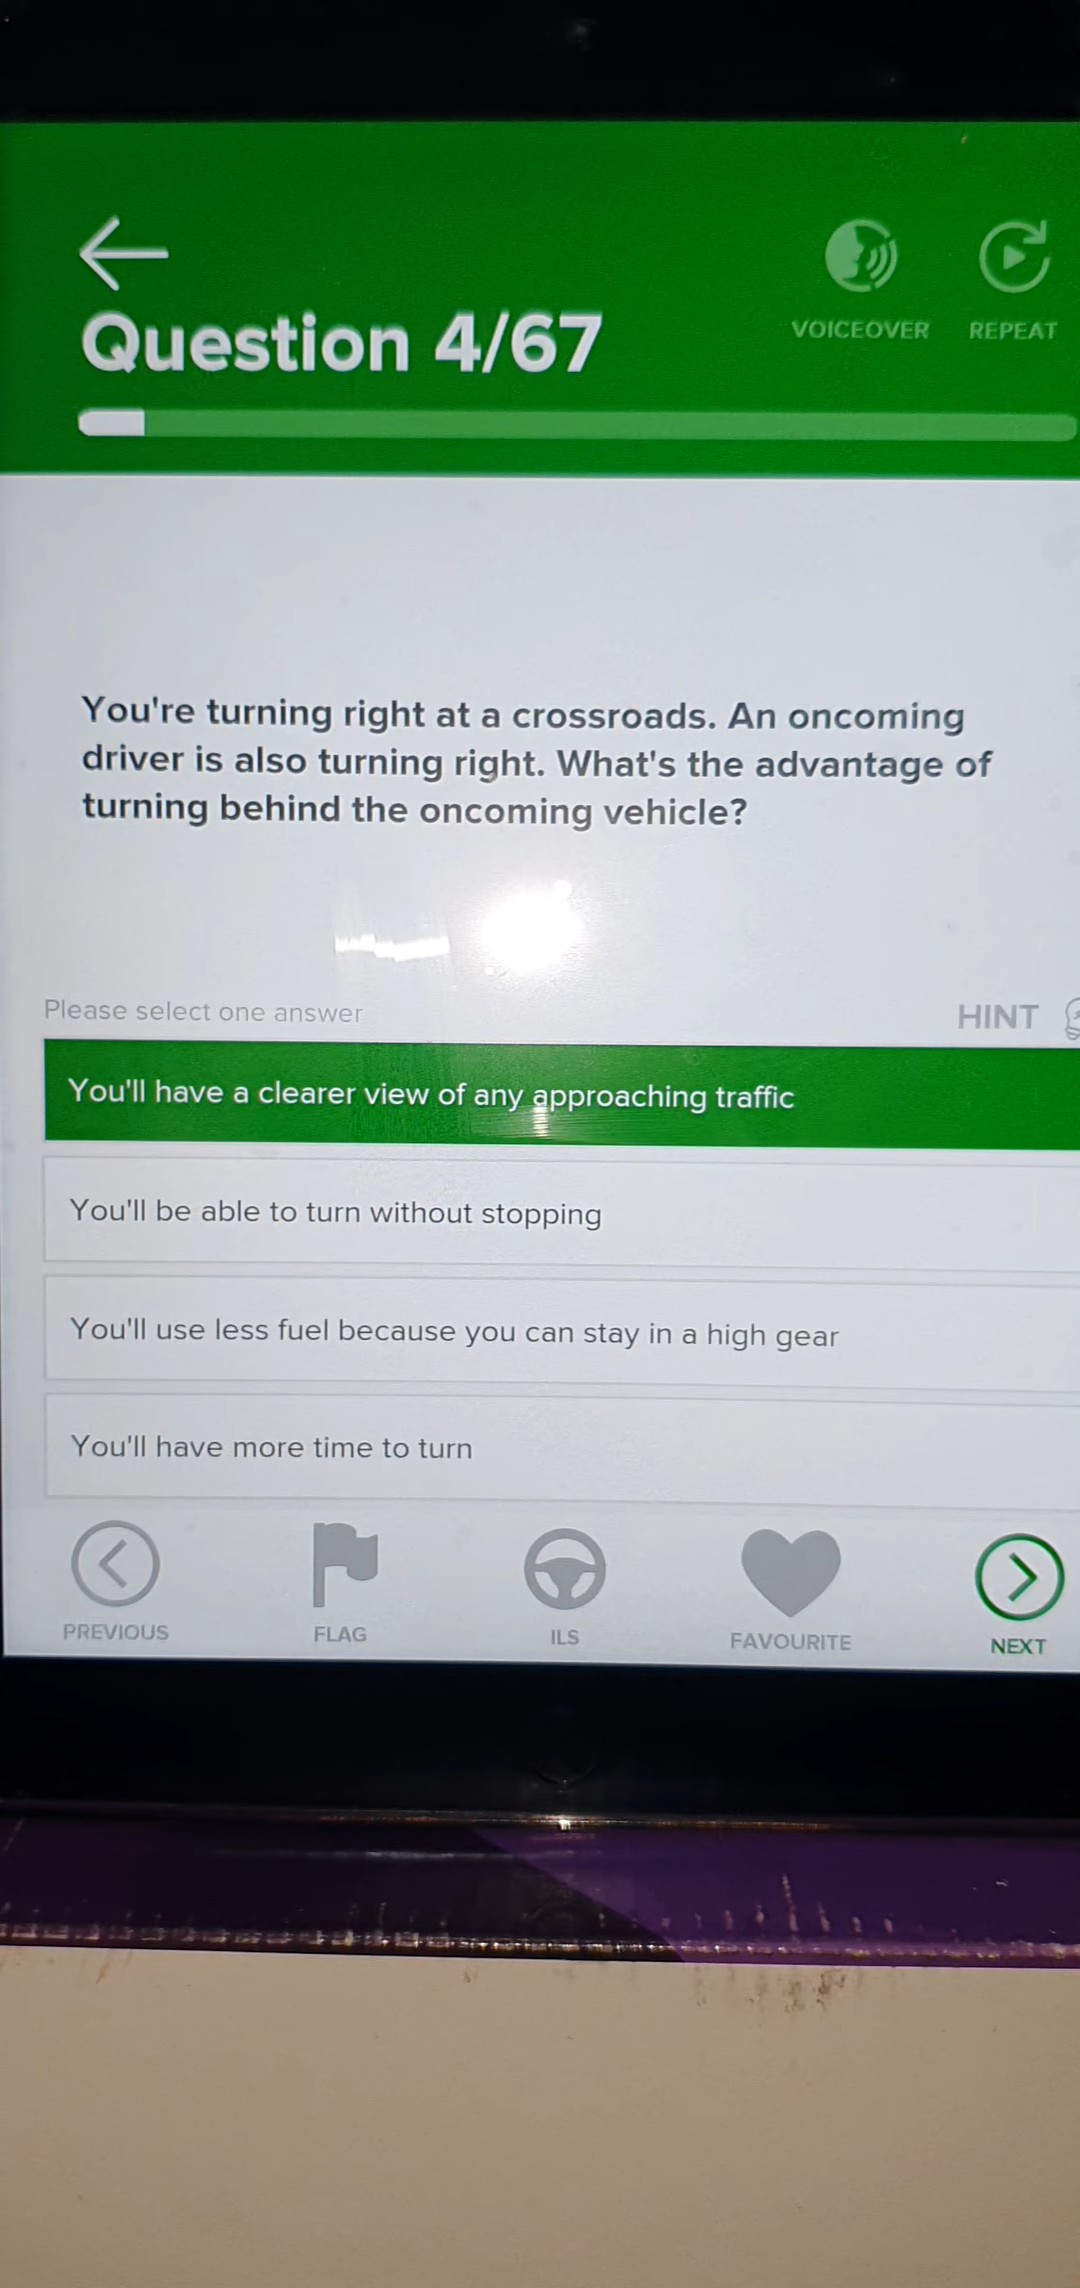 VOICEOVER REPEAT
Question 4/67
You're turning right at a crossroads. An oncoming
driver is also turning right. What's the advantage of
turning behind the oncoming vehicle?
Please select one answer
HINT
You'll have a clearer view of any approaching traffic
You'll be able to turn without stopping
You'll use less fuel because you can stay in a high gear
You'll have more time to turn
PREVIOUS FLAG ILS FAVOURITE NEXT